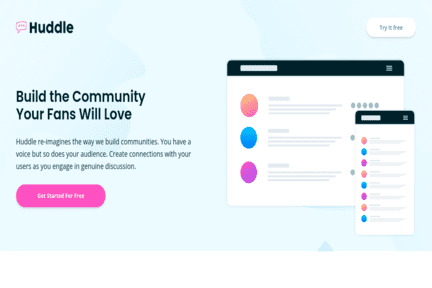 Huddle
Try it free
Build the Community
Your Fans Will Love
Huddle re-imagines the way we build communities. You have a
voice but so does your audience. Create connections with your
users as you engage in genuine discussion.
Get Started For Free